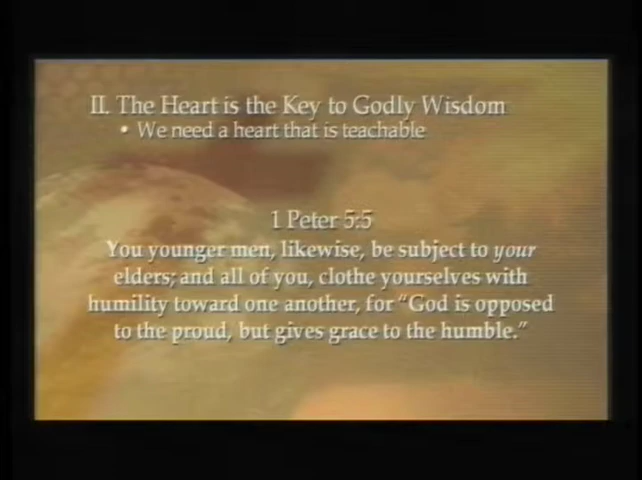 II. The Heart is the Key to Godly Wisdom
• We need a heart that is teachable
1 Peter 5:5
You younger men, likewise, be subject to your
elders; and all of you, clothe yourselves with
humility toward one another, for “God is opposed
to the proud, but gives grace to the humble.”